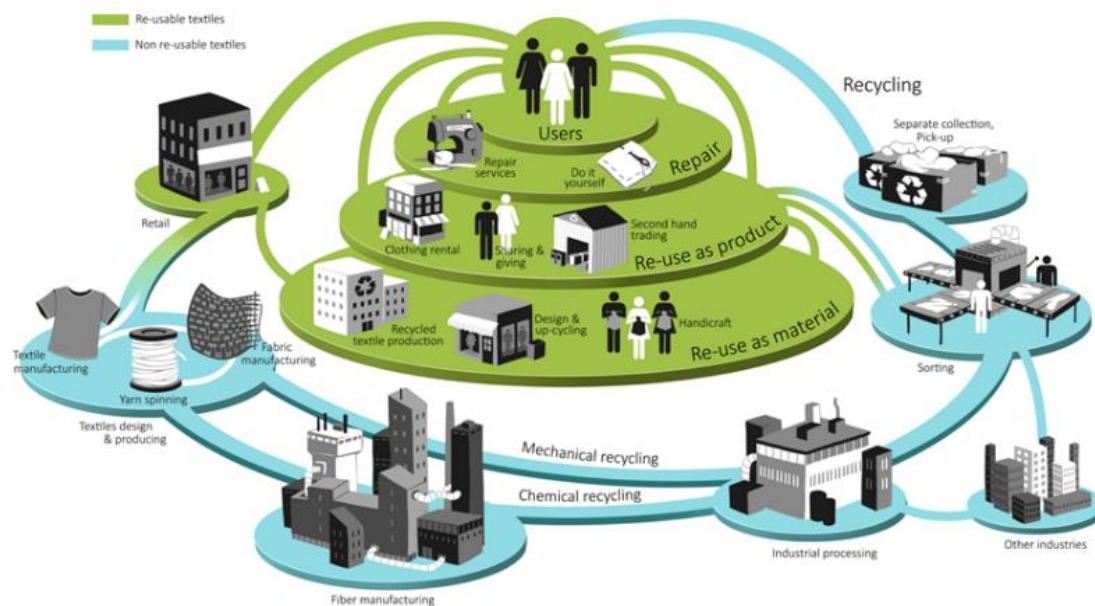 Re-usable textiles
Non re-usable textiles
Recycling
Separate collection,
Pick-up
Users
Repair
services
Do it
yourself
Repair
Retail
Clothing rental
Sharing &
giving
Second hand
trading
Re-use as product
Recycled
textile production
Design &
up-cycling
Handicraft
Re-use as material
Textile
manufacturing
Fabric
manufacturing
Yarn spinning
Textiles design
& producing
Sorting
Mechanical recycling
Chemical recycling
Industrial processing
Other industries
Fiber manufacturing